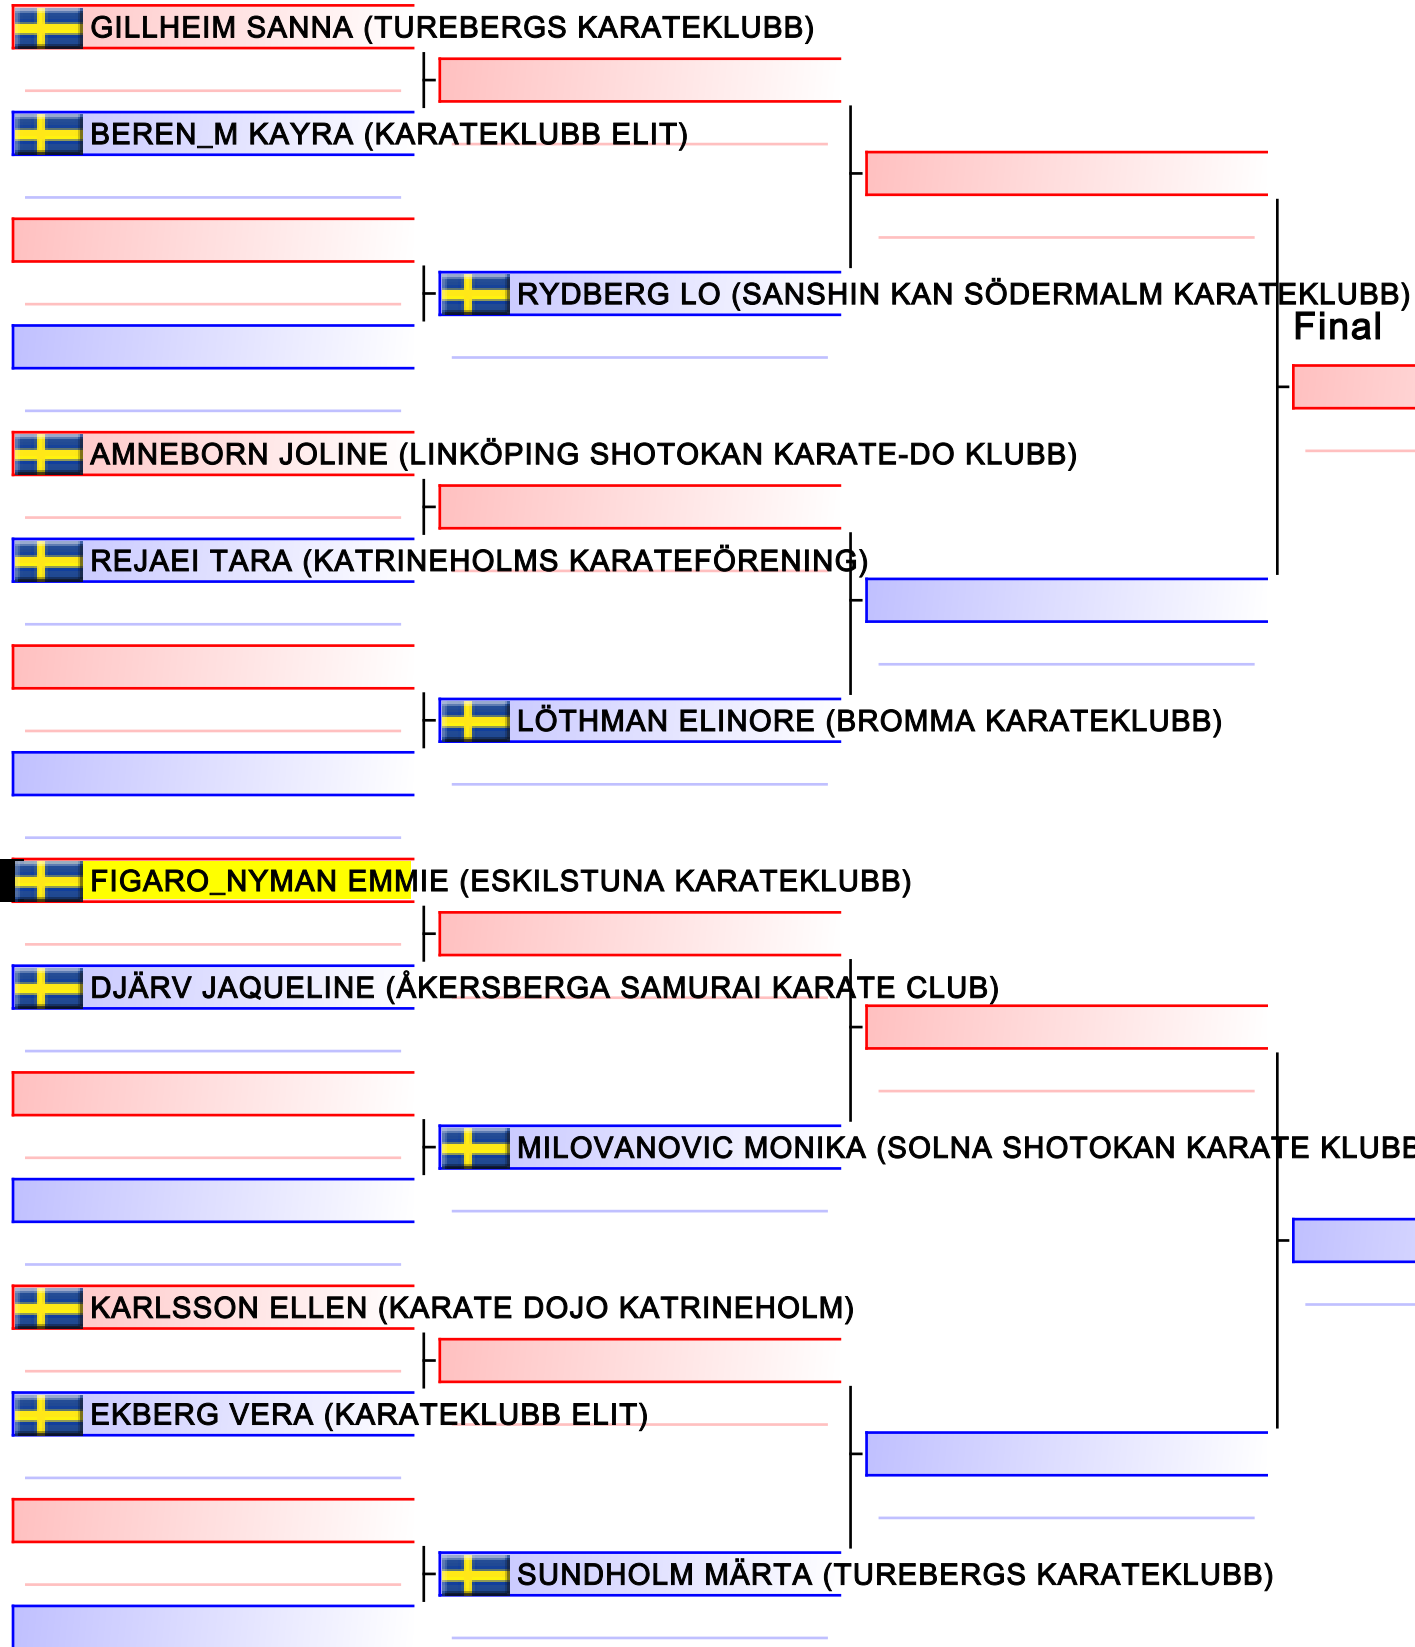 GILLHEIM SANNA (TUREBERGS KARATEKLUBB)
BEREN_M KAYRA (KARATEKLUBB ELIT)
RYDBERG LO (SANSHIN KAN SÖDERMALM KARATEKLUBB)
Final
AMNEBORN JOLINE (LINKÖPING SHOTOKAN KARATE-DO KLUBB)
REJAEI TARA (KATRINEHOLMS KARATEFÖRENING)
LÖTHMAN ELINORE (BROMMA KARATEKLUBB)
FIGARO_NYMAN EMMIE (ESKILSTUNA KARATEKLUBB)
DJÄRV JAQUELINE (ÅKERSBERGA SAMURAI KARATE CLUB)
MILOVANOVIC MONIKA (SOLNA SHOTOKAN KARATE KLUBB
KARLSSON ELLEN (KARATE DOJO KATRINEHOLM)
EKBERG VERA (KARATEKLUBB ELIT)
SUNDHOLM MÄRTA (TUREBERGS KARATEKLUBB)